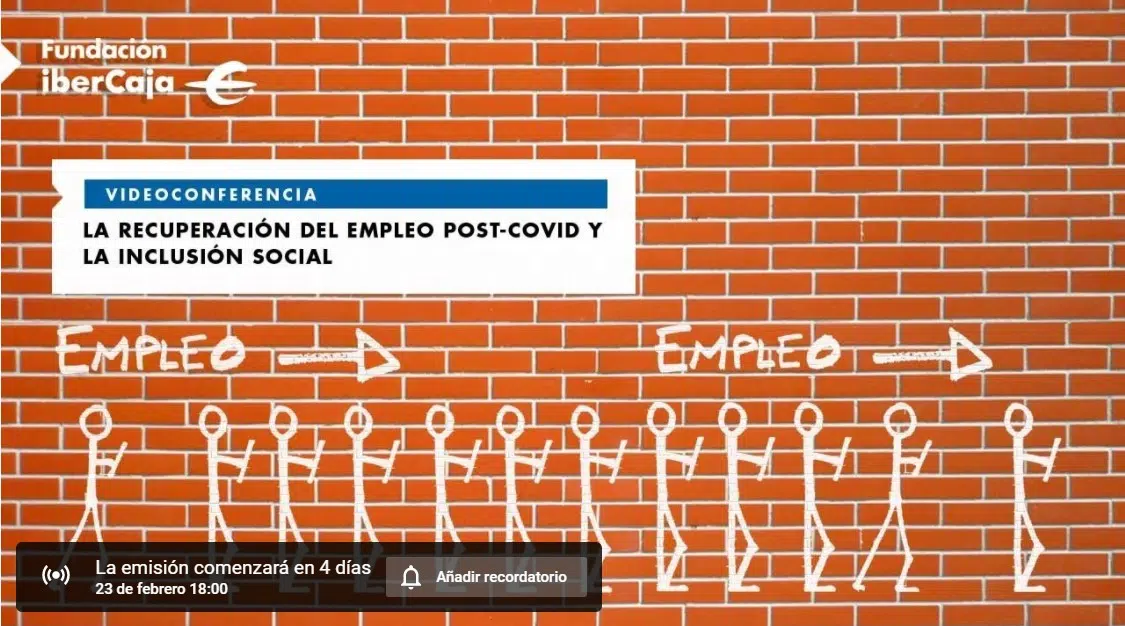 Fundación
iberCaja
VIDEOCONFERENCIA
LA RECUPERACIÓN DEL EMPLEO POST-COVID Y
LA INCLUSIÓN SOCIAL
EMPLEO
EMPLEO
La emisión comenzará en 4 días
23 de febrero 18:00
Añadir recordatorio